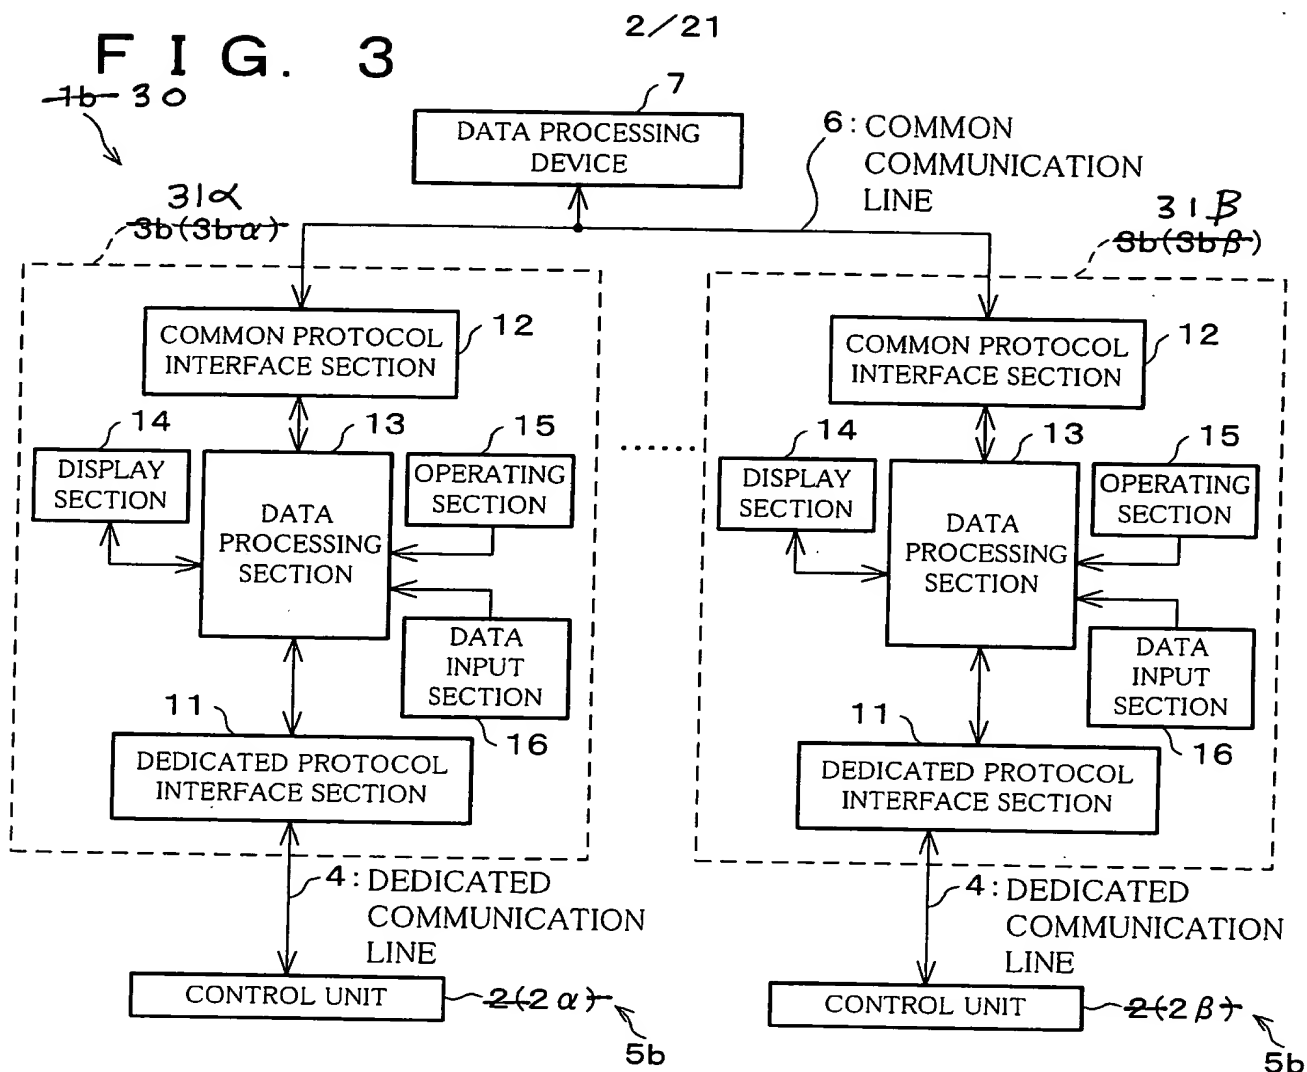 2/21
FIG. 3
1b 30
7
DATA PROCESSING
DEVICE
6: COMMON
COMMUNICATION
LINE
31α
3b(3bα)
31β
3b(3bβ)
COMMON PROTOCOL
INTERFACE SECTION
12
14
DISPLAY
SECTION
13
DATA
PROCESSING
SECTION
15
OPERATING
SECTION
DATA
INPUT
SECTION
16
11
DEDICATED PROTOCOL
INTERFACE SECTION
4: DEDICATED
COMMUNICATION
LINE
CONTROL UNIT
2(2α)
5b
.......
COMMON PROTOCOL
INTERFACE SECTION
12
14
DISPLAY
SECTION
13
DATA
PROCESSING
SECTION
15
OPERATING
SECTION
DATA
INPUT
SECTION
16
11
DEDICATED PROTOCOL
INTERFACE SECTION
4: DEDICATED
COMMUNICATION
LINE
CONTROL UNIT
2(2β)
5b